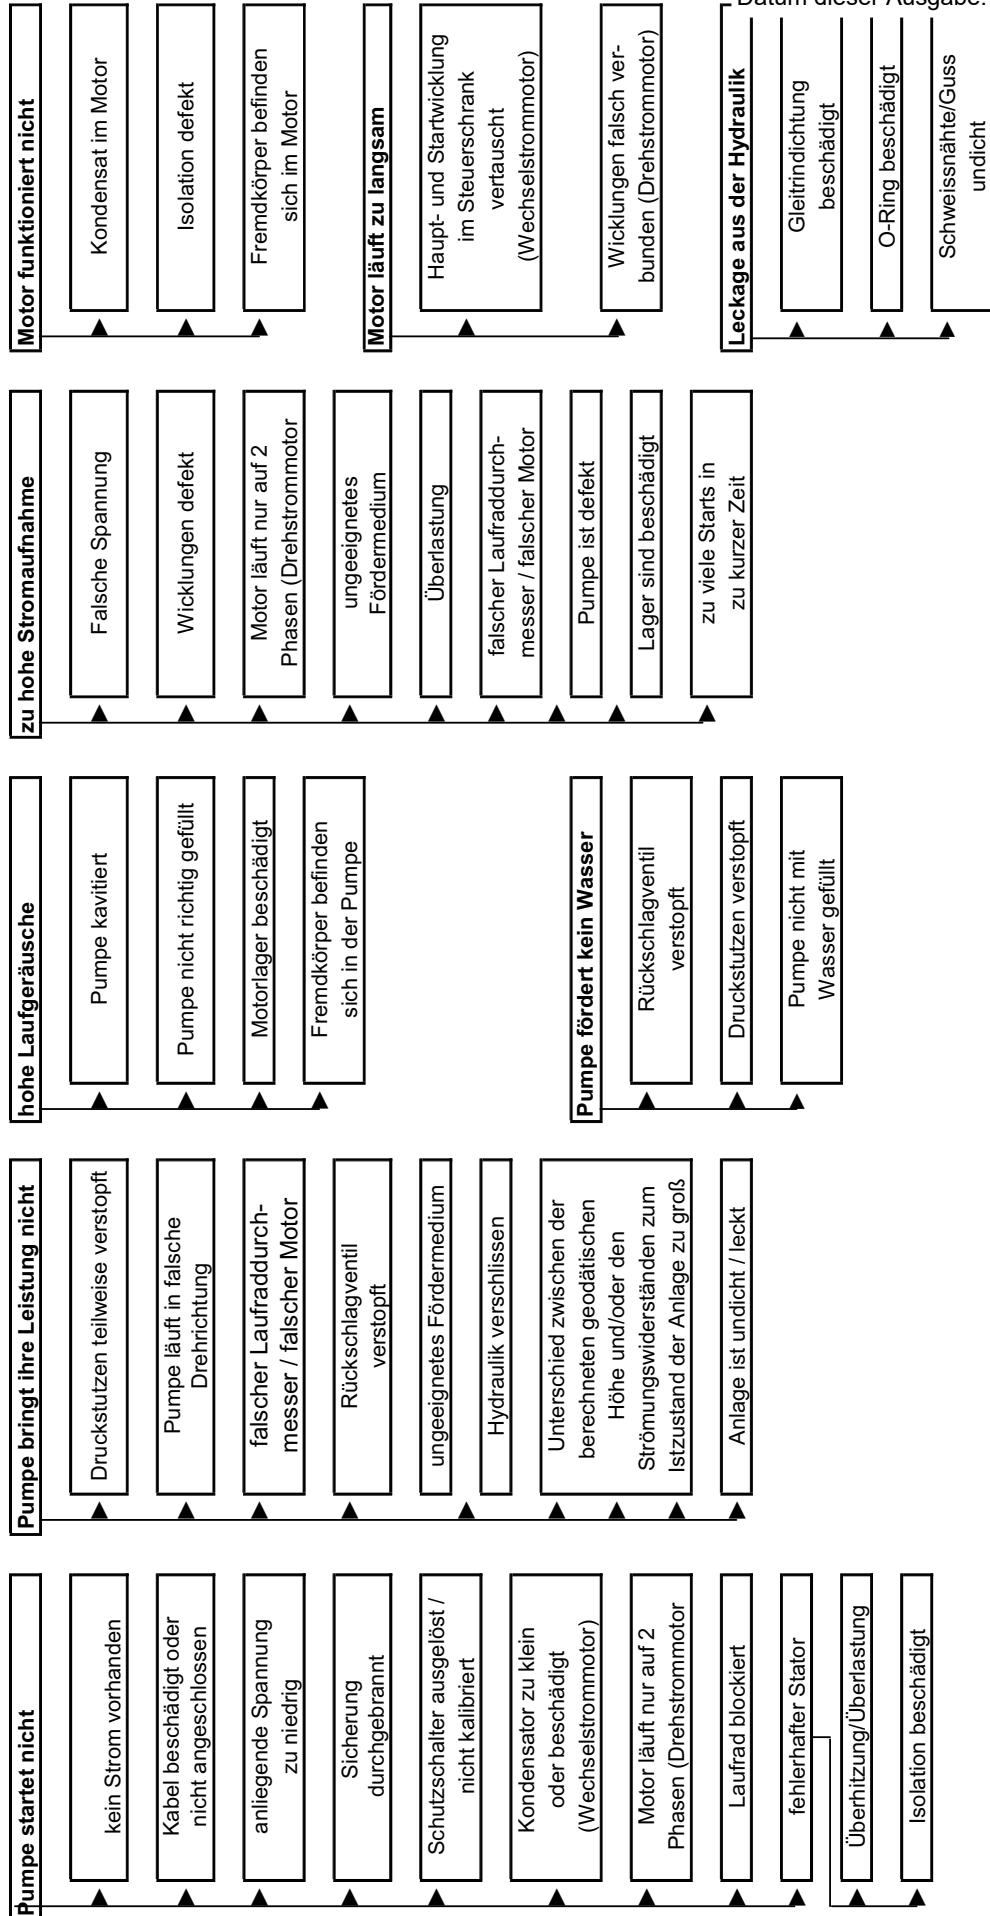 Pumpe startet nicht
kein Strom vorhanden
Kabel beschädigt oder
nicht angeschlossen
anliegende Spannung
zu niedrig
Sicherung
durchgebrannt
Schutzschalter ausgelöst /
nicht kalibriert
Kondensator zu klein
oder beschädigt
(Wechselstrommotor)
Motor läuft nur auf 2
Phasen (Drehstrommotor
Laufrad blockiert
fehlerhafter Stator
Überhitzung/Überlastung
Isolation beschädigt
Pumpe bringt ihre Leistung nicht
Druckstutzen teilweise verstopft
Pumpe läuft in falsche
Drehrichtung
falscher Laufraddurch-
messer / falscher Motor
Rückschlagventil
verstopft
ungeeignetes Fördermedium
Hydraulik verschlissen
Unterschied zwischen der
berechneten geodätischen
Höhe und/oder den
Strömungswiderständen zum
Istzustand der Anlage zu groß
Anlage ist undicht / leckt
hohe Laufgeräusche
Pumpe kavitiert
Pumpe nicht richtig gefüllt
Motorlager beschädigt
Fremdkörper befinden
sich in der Pumpe
Pumpe fördert kein Wasser
Rückschlagventil
verstopft
Druckstutzen verstopft
Pumpe nicht mit
Wasser gefüllt
zu hohe Stromaufnahme
Falsche Spannung
Wicklungen defekt
Motor läuft nur auf 2
Phasen (Drehstrommotor
ungeeignetes
Fördermedium
Überlastung
falscher Laufraddurch-
messer / falscher Motor
Pumpe ist defekt
Lager sind beschädigt
zu viele Starts in
zu kurzer Zeit
Motor funktioniert nicht
Kondensat im Motor
Isolation defekt
Fremdkörper befinden
sich im Motor
Motor läuft zu langsam
Haupt- und Startwicklung
im Steuerschrank
vertauscht
(Wechselstrommotor)
Wicklungen falsch ver-
bunden (Drehstrommotor)
Leckage aus der Hydraulik
Gleitrindichtung
beschädigt
O-Ring beschädigt
Schweissnähte/Guss
undicht
Datum dieser Ausgabe: